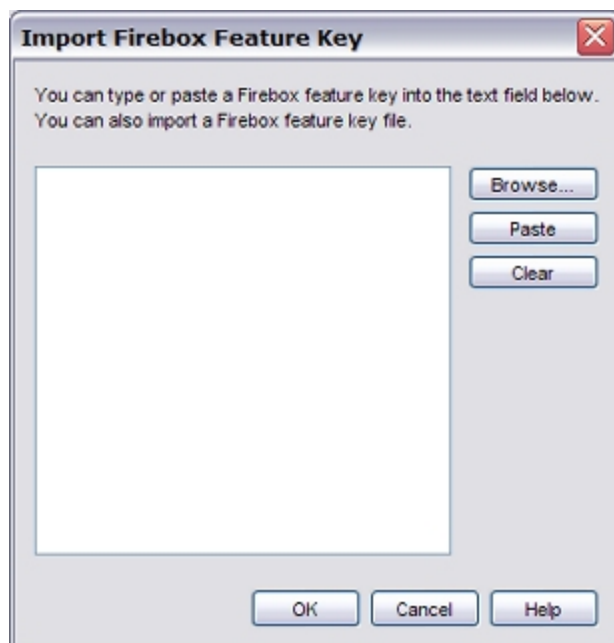 Import Firebox Feature Key
You can type or paste a Firebox feature key into the text field below.
You can also import a Firebox feature key file.
Browse...
Paste
Clear
OK
Cancel
Help